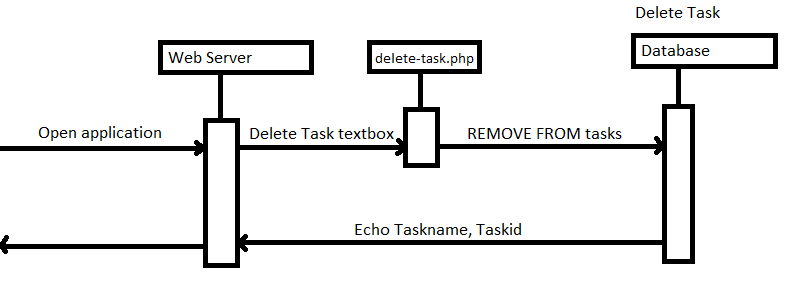 Delete Task
Web Server
delete-task.php
Database
Open application
Delete Task textbox
REMOVE FROM tasks
Echo Taskname, Taskid